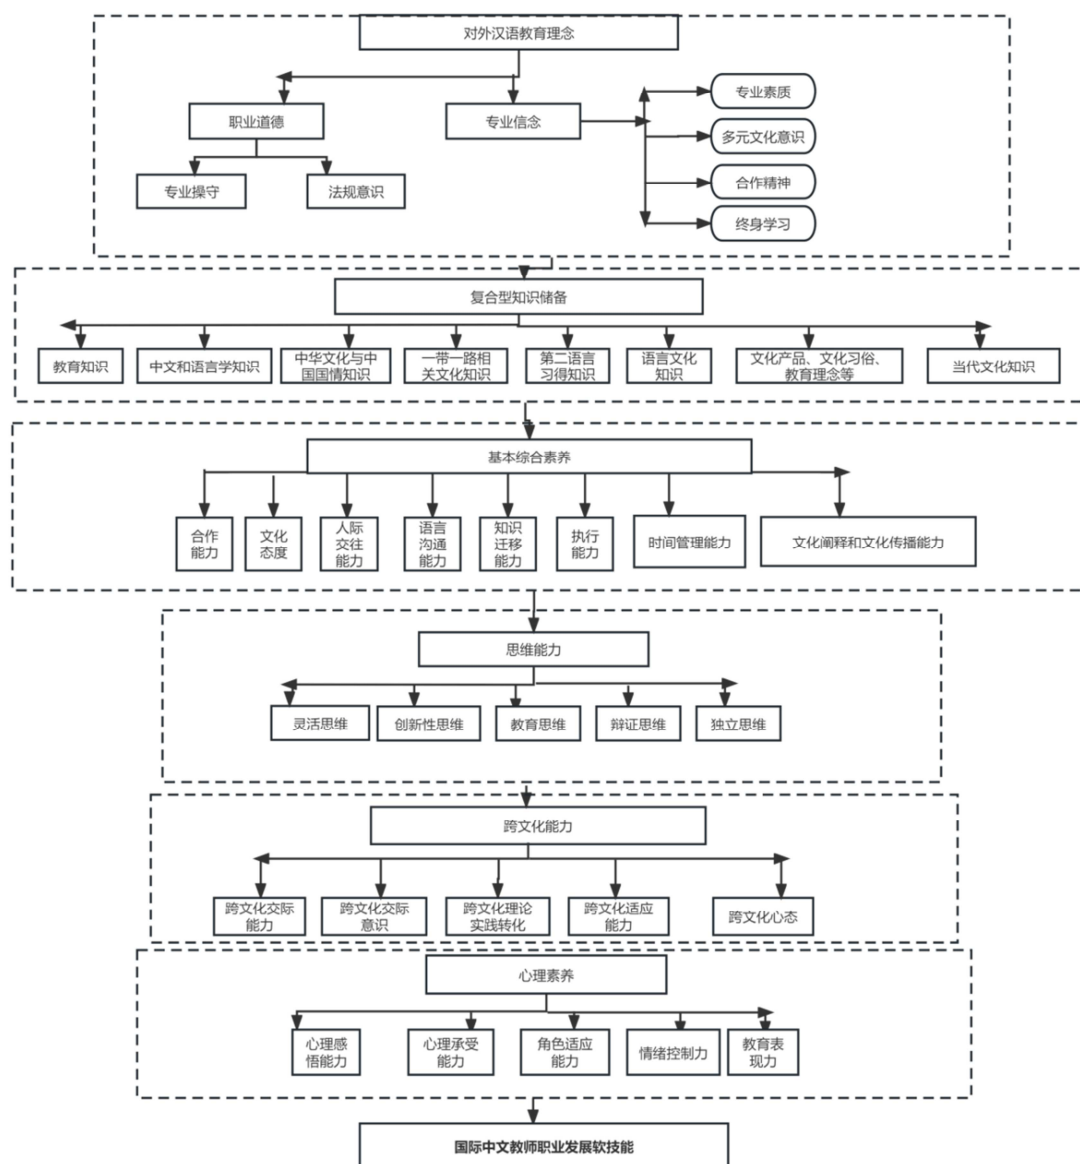 对外汉语教育理念
职业道德
专业信念
专业素质
多元文化意识
合作精神
终身学习
专业操守
法规意识
复合型知识储备
教育知识
中文和语言学知识
中华文化与中
国国情知识
一带一路相
关文化知识
第二语言
习得知识
语言文化
知识
文化产品、文化习俗、
教育理念等
当代文化知识
基本综合素养
合作
能力
文化
态度
人际
交往
能力
语言
沟通
能力
知识
迁移
能力
执行
能力
时间管理能力
文化阐释和文化传播能力
思维能力
灵活思维
创新性思维
教育思维
辩证思维
独立思维
跨文化能力
跨文化交际
能力
跨文化交际
意识
跨文化理论
实践转化
跨文化适应
能力
跨文化心态
心理素养
心理感
悟能力
心理承受
能力
角色适应
能力
情绪控制力
教育表
现力
国际中文教师职业发展软技能